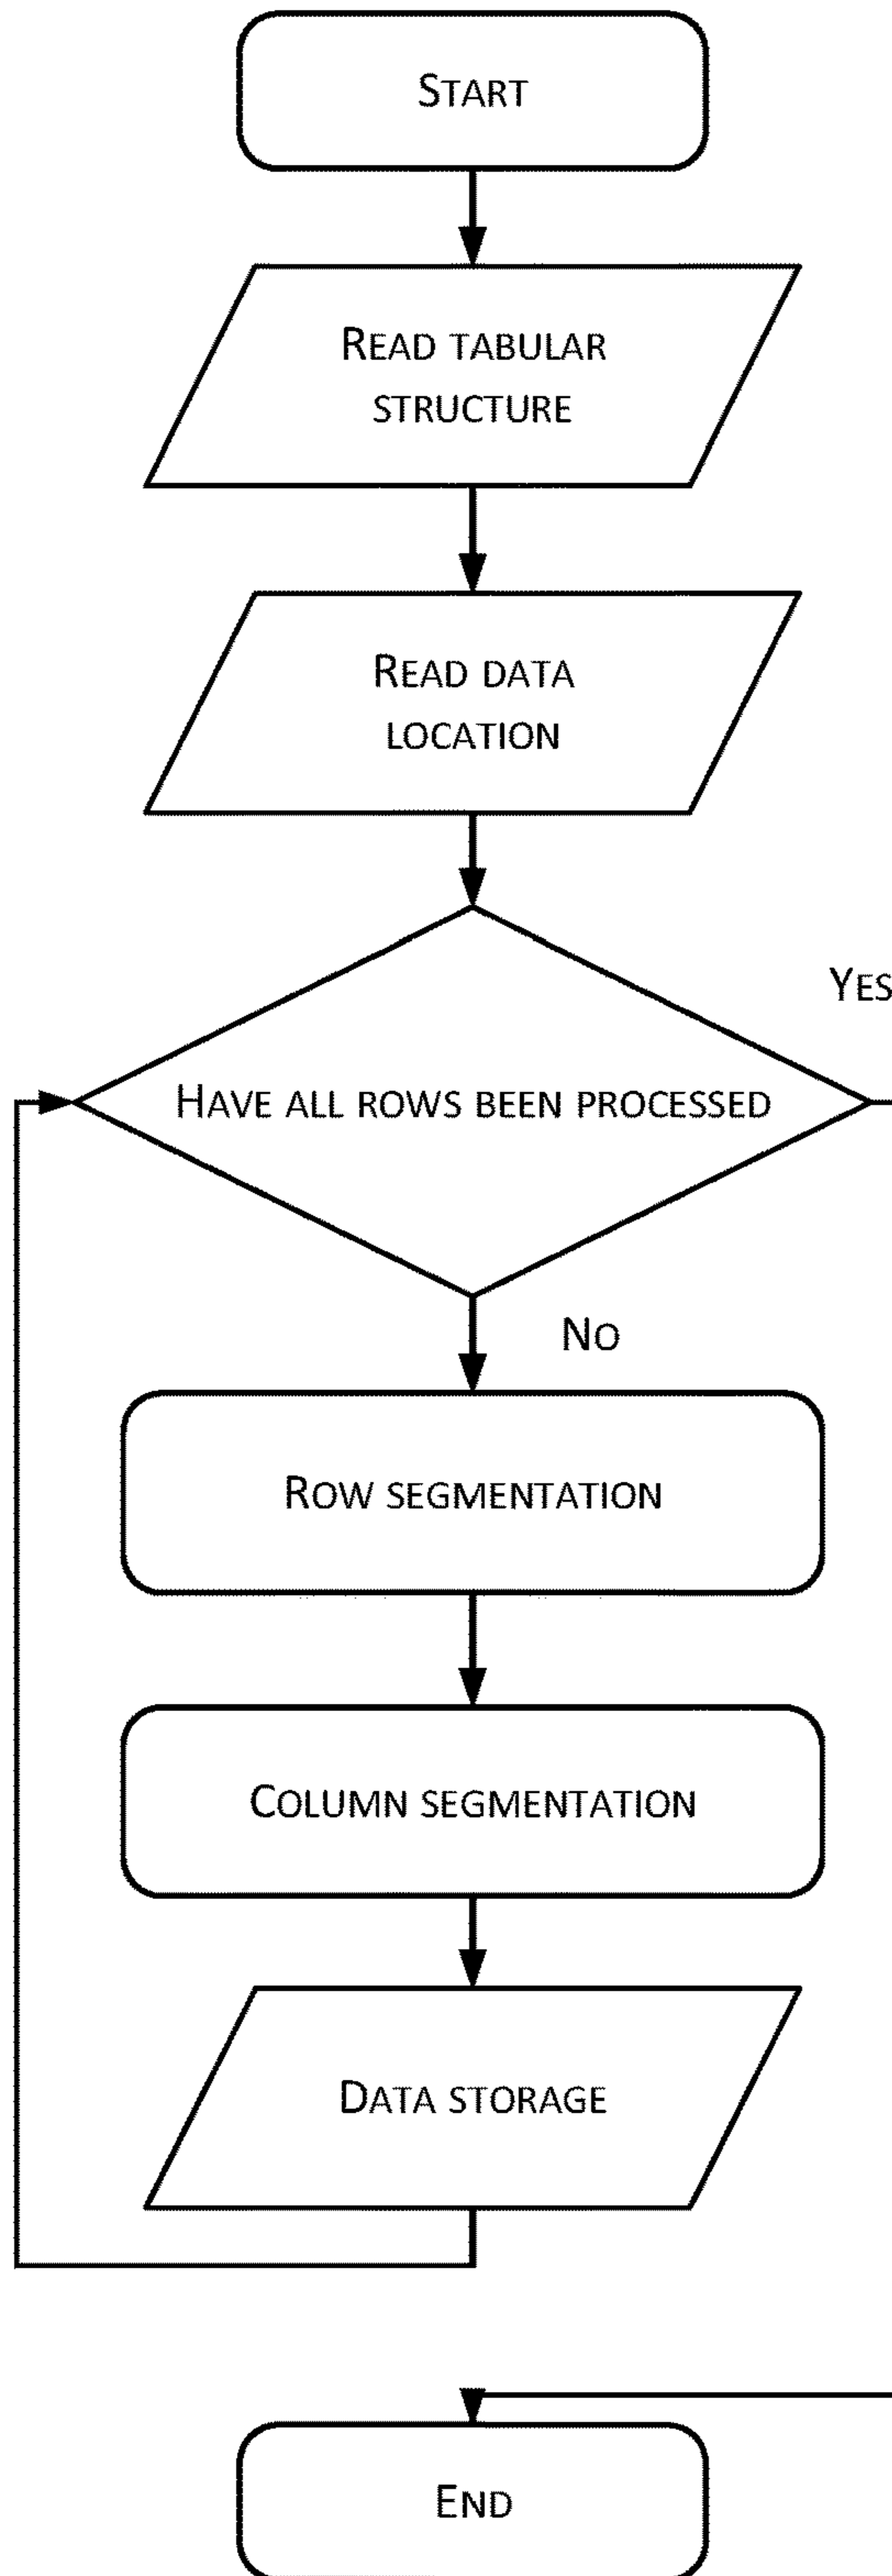 START
READ TABULAR
STRUCTURE
READ DATA
LOCATION
YES
HAVE ALL ROWS BEEN PROCESSED
NO
ROW SEGMENTATION
COLUMN SEGMENTATION
DATA STORAGE
END